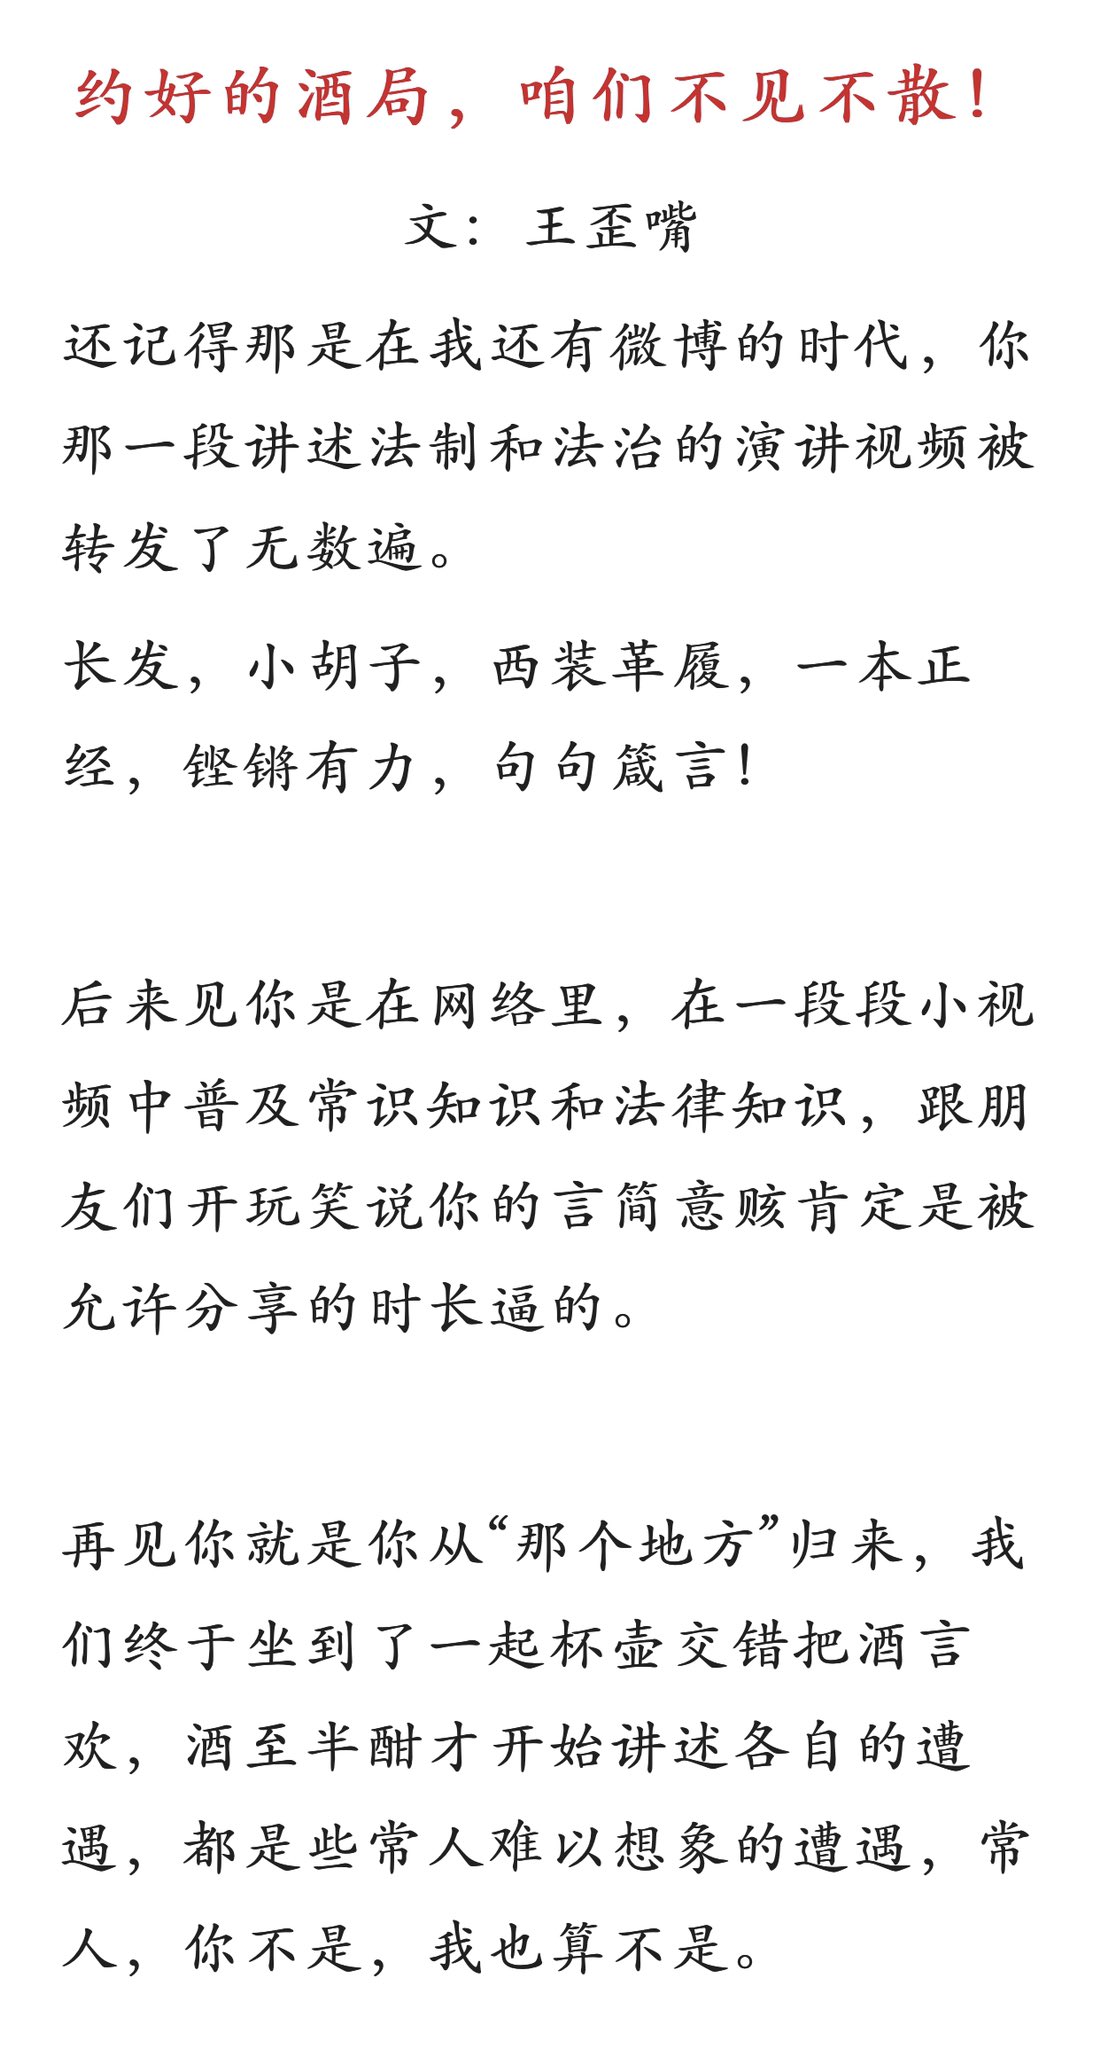 约好的酒局，咱们不见不散！
文：王歪嘴
还记得那是在我还有微博的时代，你
那一段讲述法制和法治的演讲视频被
转发了无数遍。
长发，小胡子，西装革履，一本正
经，铿锵有力，句句箴言！
后来见你是在网络里，在一段段小视
频中普及常识知识和法律知识，跟朋
友们开玩笑说你的言简意赅肯定是被
允许分享的时长逼的。
再见你就是你从“那个地方”归来，我
们终于坐到了一起杯壶交错把酒言
欢，酒至半酣才开始讲述各自的遭
遇，都是些常人难以想象的遭遇，常
人，你不是，我也算不是。